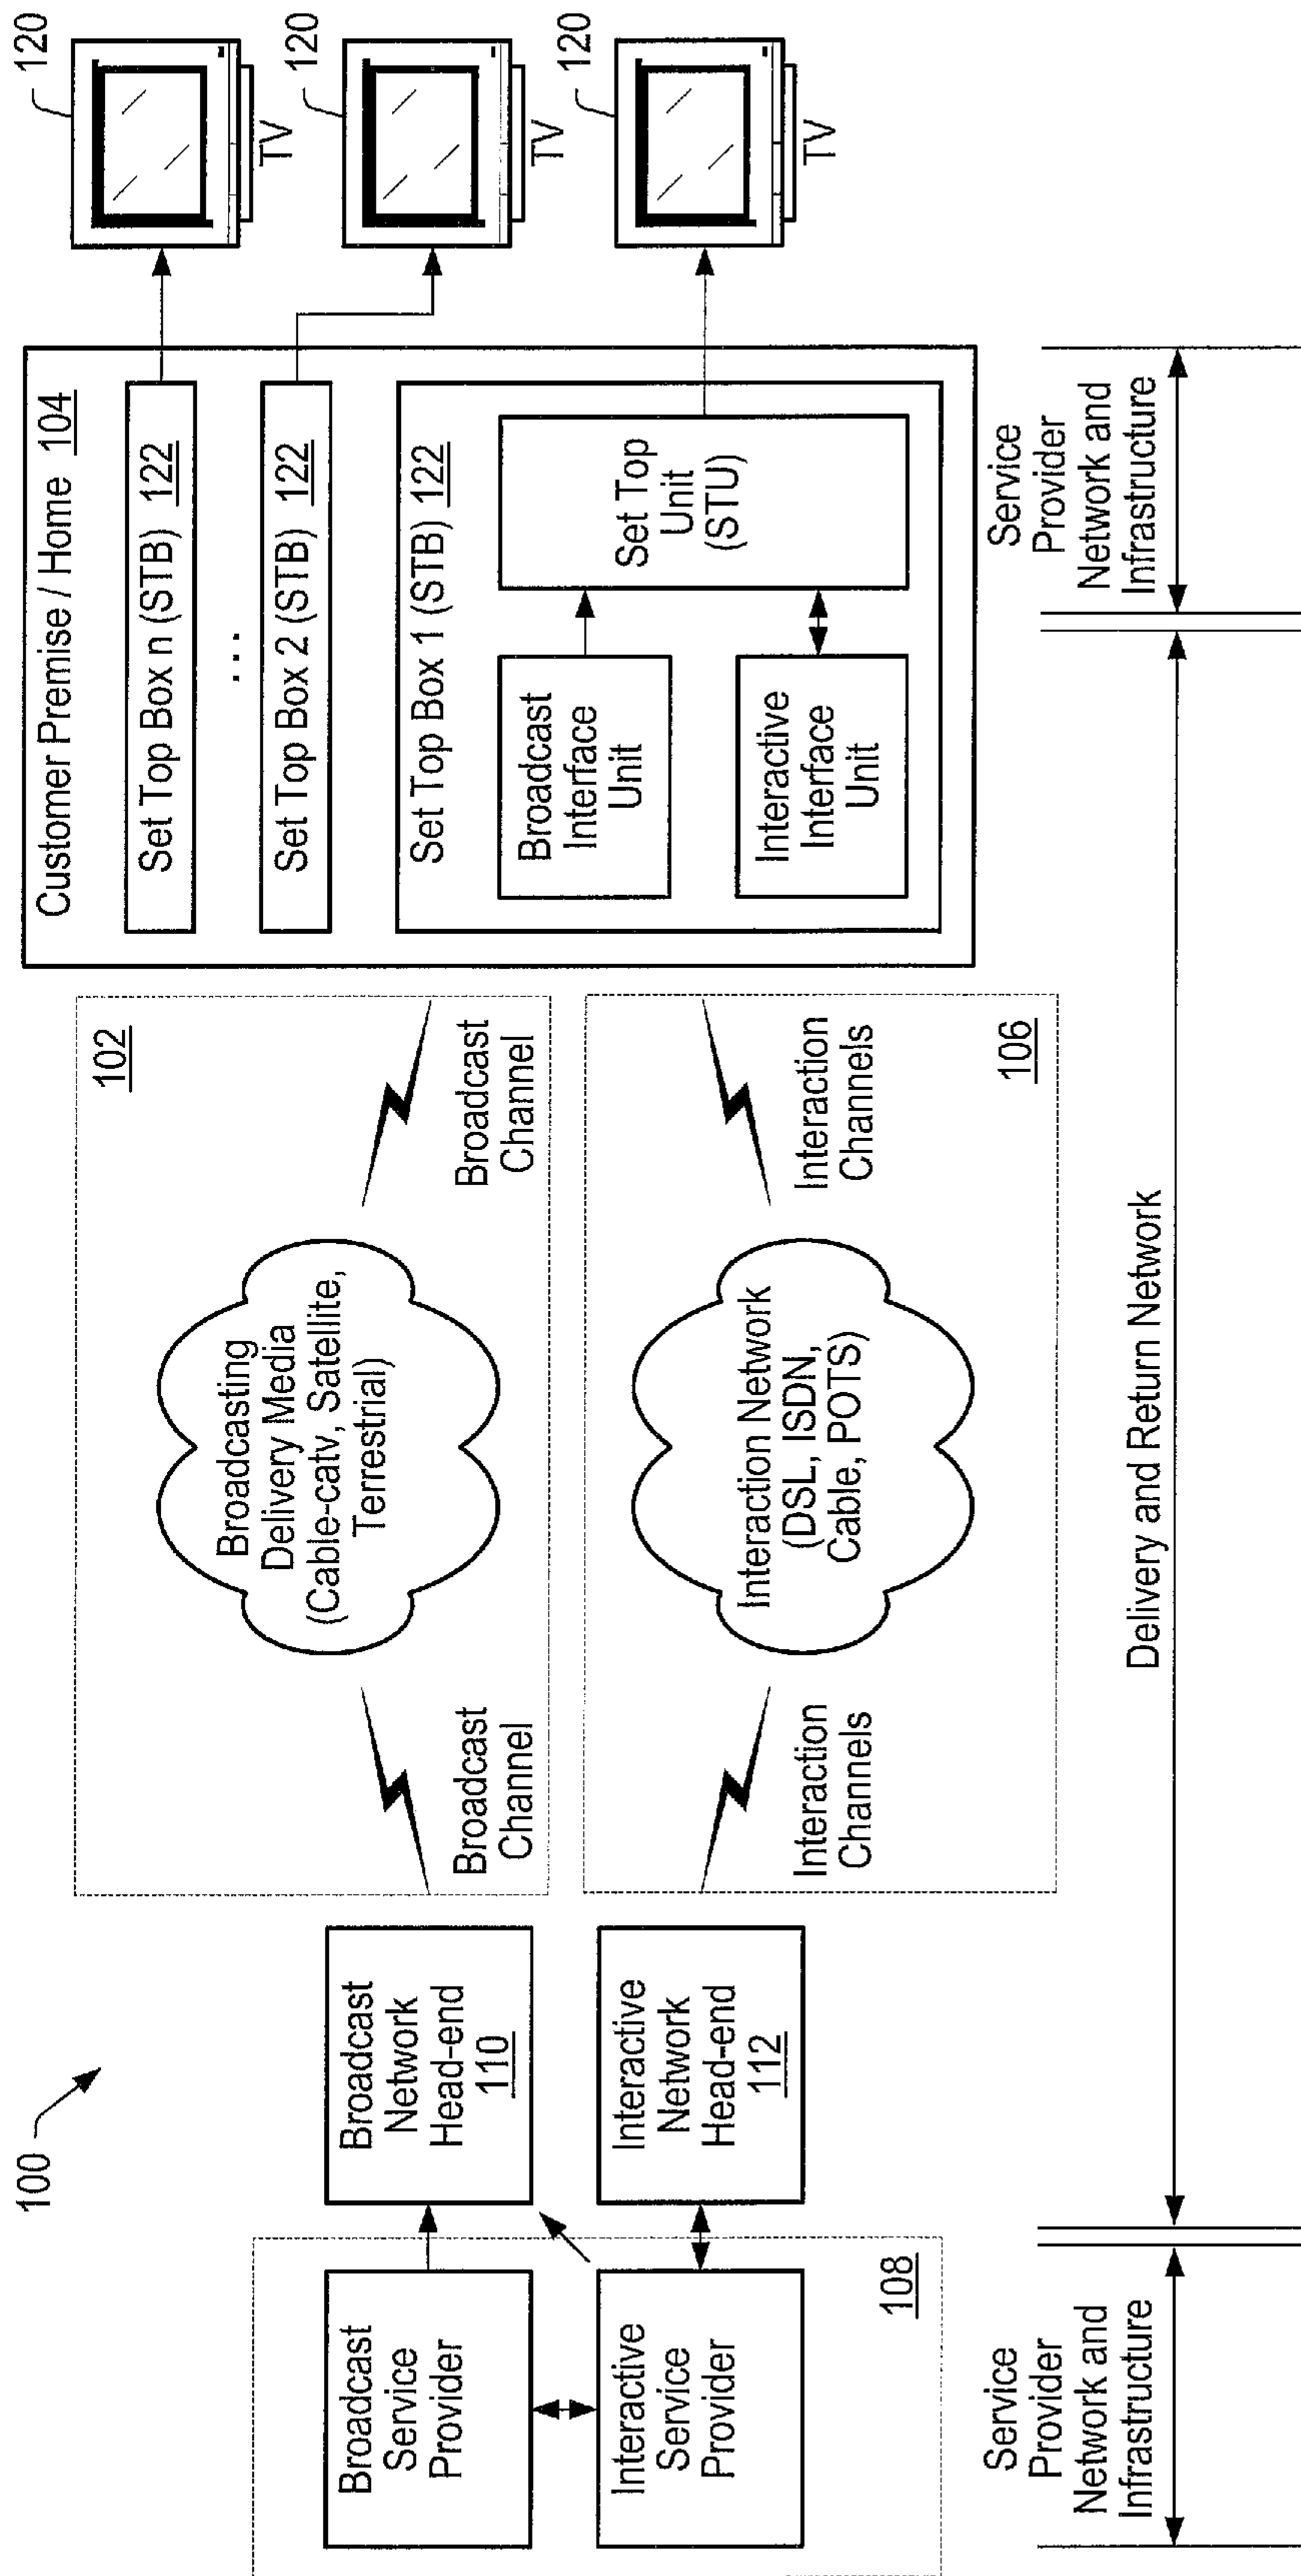 100
Broadcast
Service
Provider
Interactive
Service
Provider
108
Broadcast
Network
Head-end
110
Interactive
Network
Head-end
112
102
Broadcast
Channel
Broadcasting
Delivery Media
(Cable-catv, Satellite,
Terrestrial)
Broadcast
Channel
Interaction
Channels
Interaction Network
(DSL, ISDN,
Cable, POTS)
Interaction
Channels
106
Customer Premise / Home 104
Set Top Box n (STB) 122
...
Set Top Box 2 (STB) 122
Set Top Box 1 (STB) 122
Broadcast
Interface
Unit
Interactive
Interface
Unit
Set Top
Unit
(STU)
120
TV
120
TV
120
TV
Service
Provider
Network and
Infrastructure
Delivery and Return Network
Service
Provider
Network and
Infrastructure